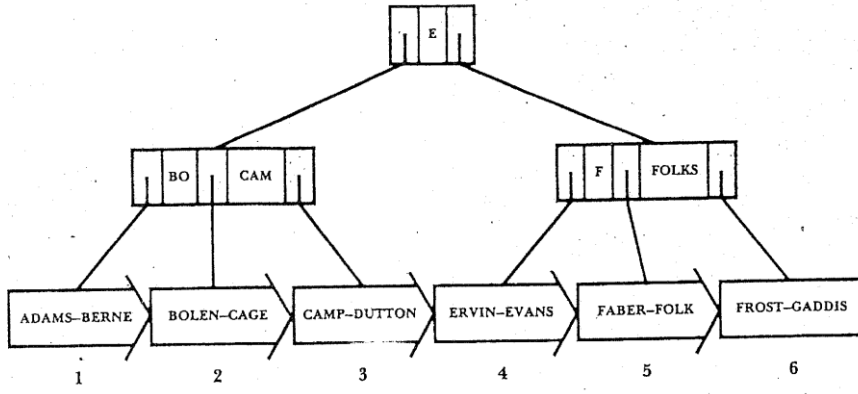 E
BO CAM
F FOLKS
ADAMS–BERNE
BOLEN–CAGE
CAMP–DUTTON
ERVIN–EVANS
FABER–FOLK
FROST–GADDIS
1 2 3 4 5 6